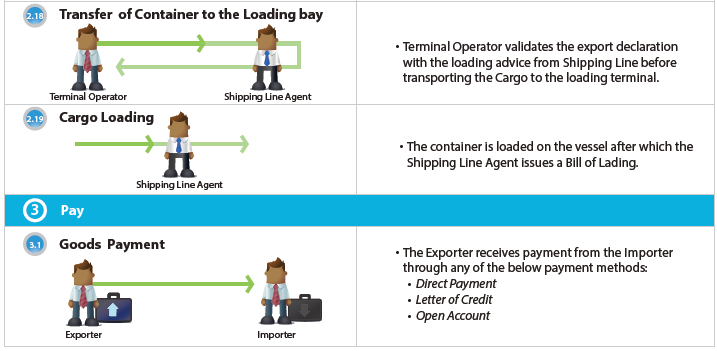 2.18 Transfer of Container to the Loading bay
Terminal Operator
Shipping Line Agent
• Terminal Operator validates the export declaration
with the loading advice from Shipping Line before
transporting the Cargo to the loading terminal.
2.19 Cargo Loading
Shipping Line Agent
• The container is loaded on the vessel after which the
Shipping Line Agent issues a Bill of Lading.
3 Pay
3.1 Goods Payment
Exporter
Importer
• The Exporter receives payment from the Importer
through any of the below payment methods:
• Direct Payment
• Letter of Credit
• Open Account